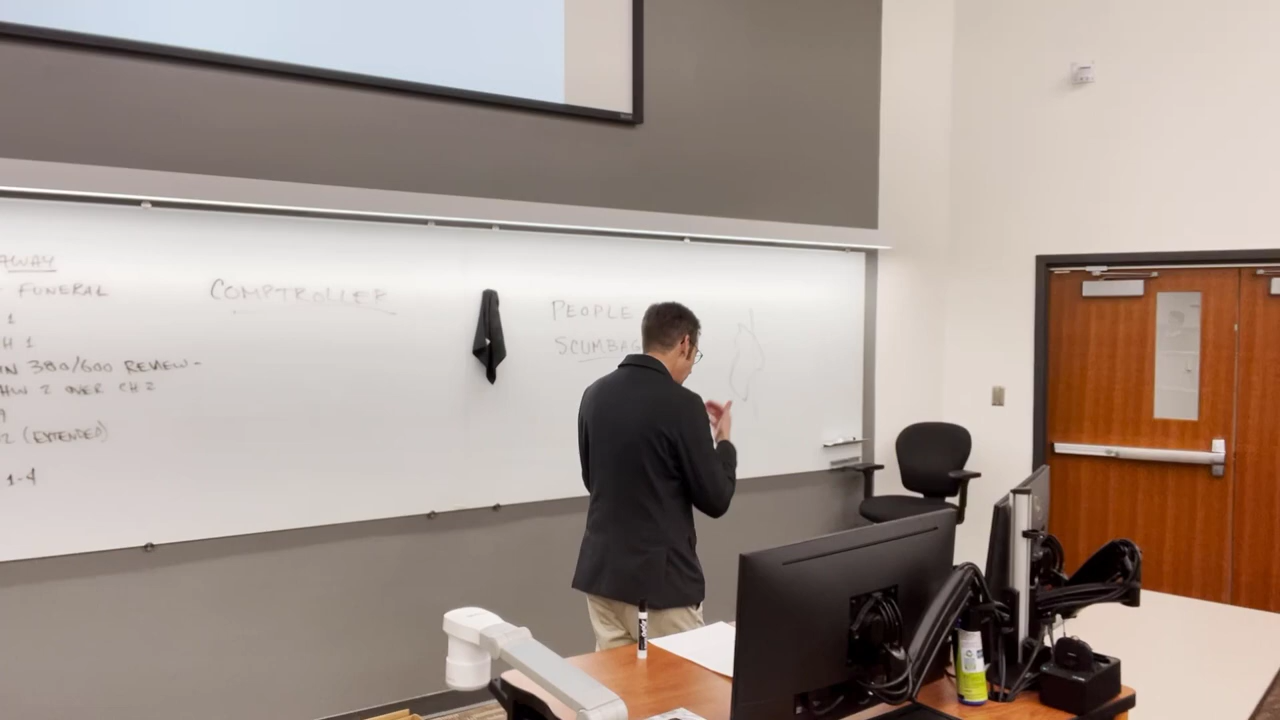 FUNERAL
1
H 1
IN 380/600 REVIEW-
HW 2 OVER CH 2
9
2 (EXTENDED)
1-4
COMPTROLLER
PEOPLE
SCUMBAG